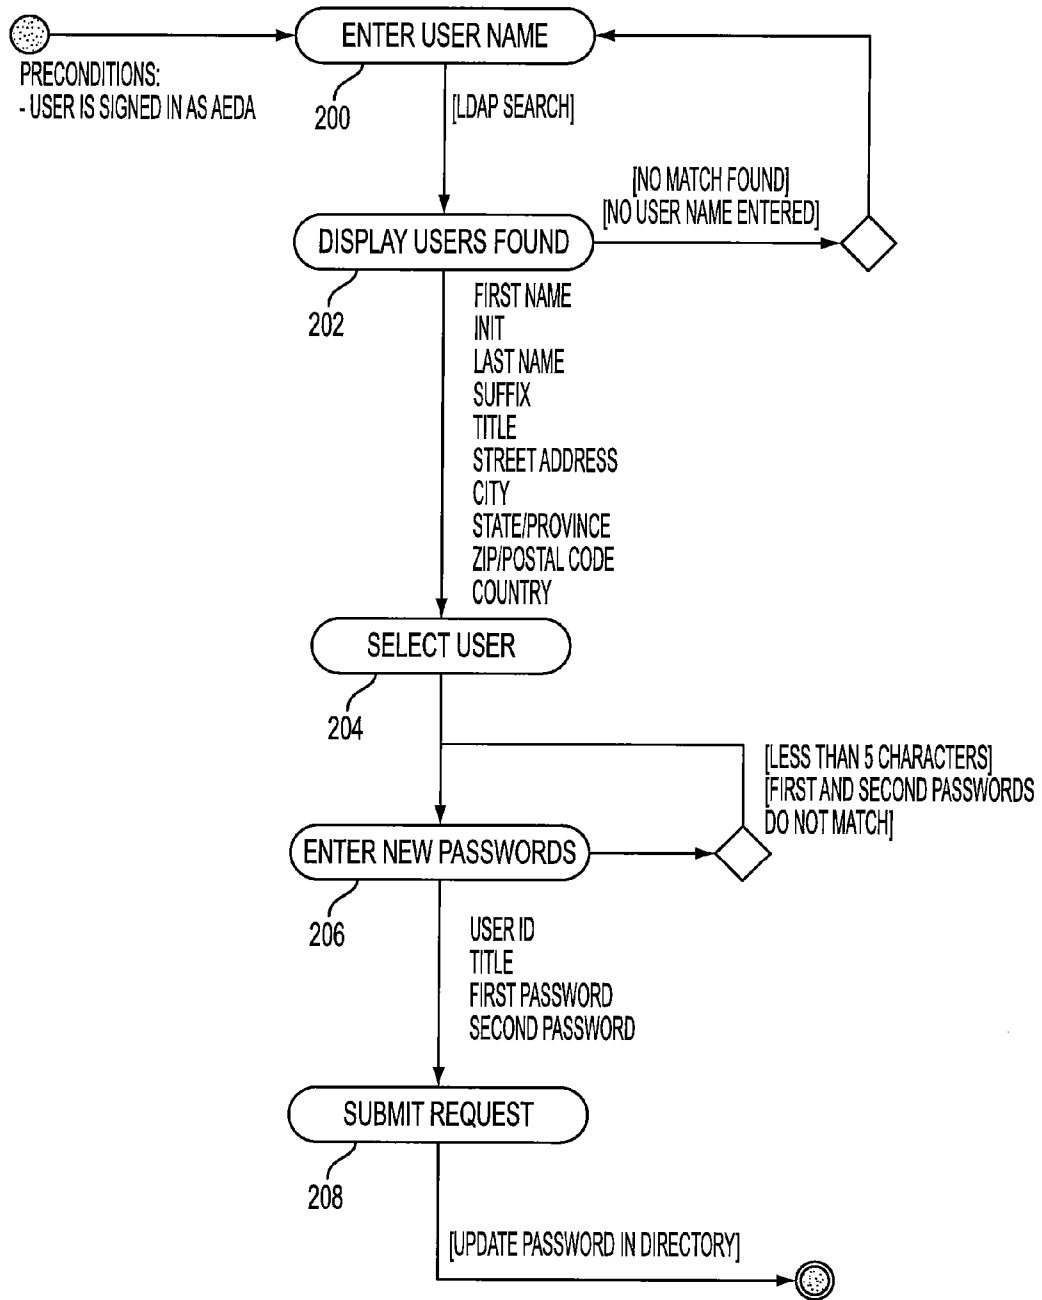 ENTER USER NAME
PRECONDITIONS:
- USER IS SIGNED IN AS AEDA
200
[LDAP SEARCH]
[NO MATCH FOUND]
[NO USER NAME ENTERED]
DISPLAY USERS FOUND
202
FIRST NAME
INIT
LAST NAME
SUFFIX
TITLE
STREET ADDRESS
CITY
STATE/PROVINCE
ZIP/POSTAL CODE
COUNTRY
SELECT USER
204
[LESS THAN 5 CHARACTERS]
[FIRST AND SECOND PASSWORDS
DO NOT MATCH]
ENTER NEW PASSWORDS
206
USER ID
TITLE
FIRST PASSWORD
SECOND PASSWORD
SUBMIT REQUEST
208
[UPDATE PASSWORD IN DIRECTORY]